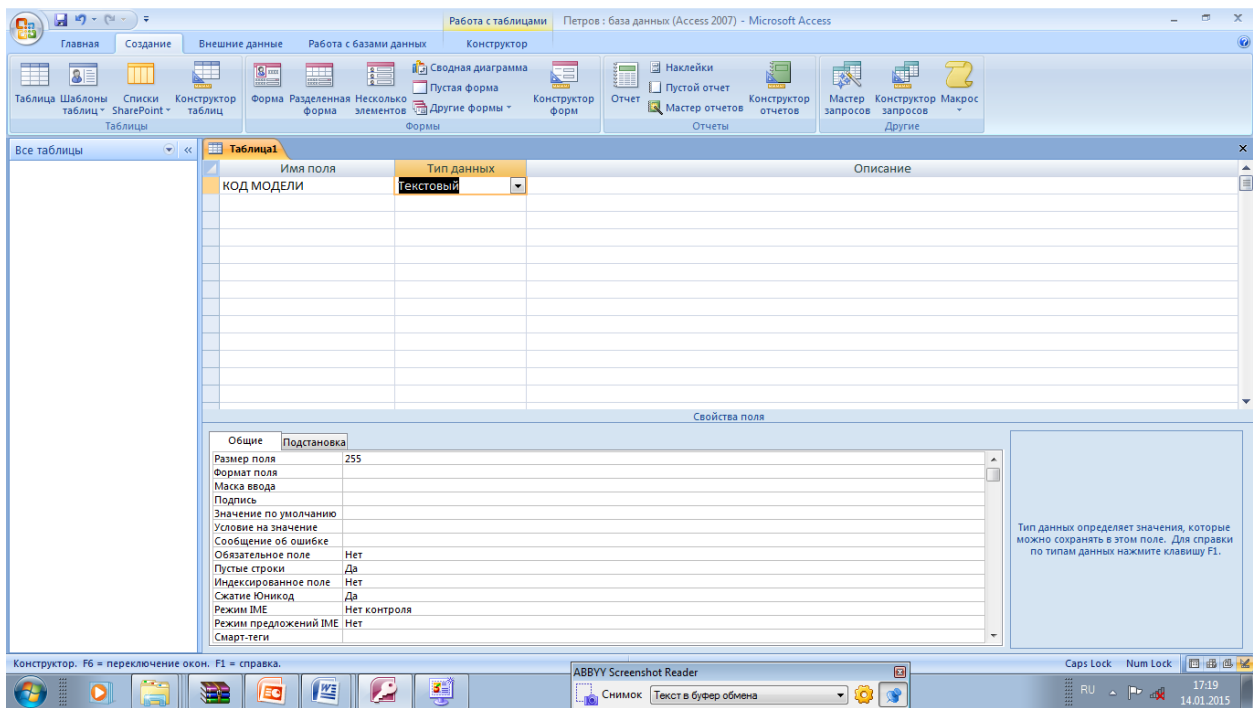 Работа с таблицами Петров : база данных (Access 2007) - Microsoft Access
Главная Создание Внешние данные Работа с базами данных Конструктор
Таблица
Шаблоны таблиц
Списки SharePoint
Конструктор таблиц
Таблицы
Форма
Разделенная форма
Несколько элементов
Сводная диаграмма
Пустая форма
Другие формы
Конструктор форм
Формы
Отчет
Наклейки
Пустой отчет
Мастер отчетов
Конструктор отчетов
Отчеты
Мастер запросов
Конструктор запросов
Макрос
Другие
Все таблицы
Таблица1
Имя поля Тип данных Описание
КОД МОДЕЛИ Текстовый
Свойства поля
Общие Подстановка
Размер поля 255
Формат поля
Маска ввода
Подпись
Значение по умолчанию
Условие на значение
Сообщение об ошибке
Обязательное поле Нет
Пустые строки Да
Индексированное поле Нет
Сжатие Юникод Да
Режим IME Нет контроля
Режим предложений IME Нет
Смарт-теги
Тип данных определяет значения, которые
можно сохранять в этом поле. Для справки
по типам данных нажмите клавишу F1.
Конструктор. F6 = переключение окон. F1 = справка. Caps Lock Num Lock
ABBYY Screenshot Reader
Снимок Текст в буфер обмена
RU
17:19
14.01.2015